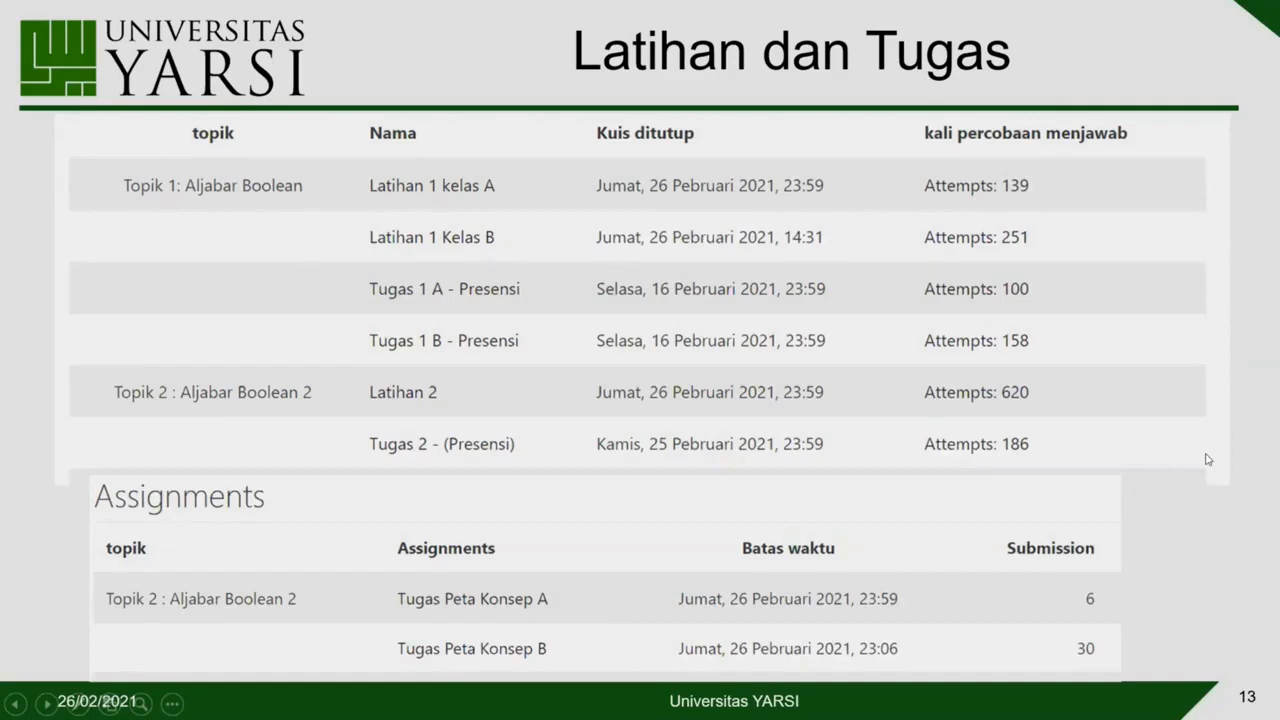 UNIVERSITAS
YARSI
Latihan dan Tugas
topik Nama Kuis ditutup kali percobaan menjawab
Topik 1: Aljabar Boolean Latihan 1 kelas A Jumat, 26 Pebruari 2021, 23:59 Attempts: 139
Latihan 1 Kelas B Jumat, 26 Pebruari 2021, 14:31 Attempts: 251
Tugas 1 A - Presensi Selasa, 16 Pebruari 2021, 23:59 Attempts: 100
Tugas 1 B - Presensi Selasa, 16 Pebruari 2021, 23:59 Attempts: 158
Topik 2 : Aljabar Boolean 2 Latihan 2 Jumat, 26 Pebruari 2021, 23:59 Attempts: 620
Tugas 2 - (Presensi) Kamis, 25 Pebruari 2021, 23:59 Attempts: 186
Assignments
topik Assignments Batas waktu Submission
Topik 2 : Aljabar Boolean 2 Tugas Peta Konsep A Jumat, 26 Pebruari 2021, 23:59 6
Tugas Peta Konsep B Jumat, 26 Pebruari 2021, 23:06 30
26/02/2021 Universitas YARSI 13